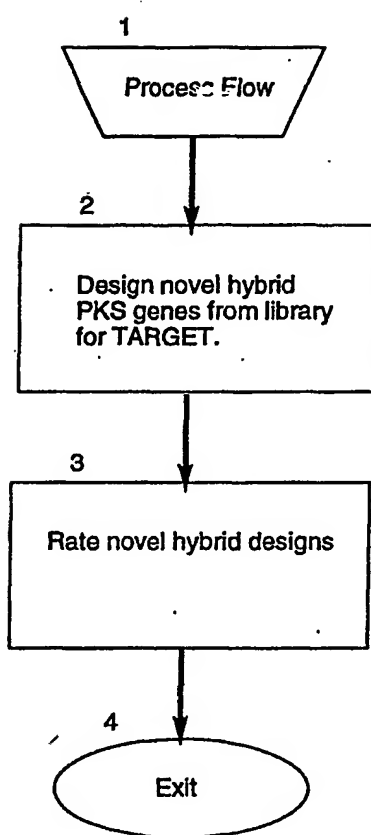 1
Process Flow
2
Design novel hybrid
PKS genes from library
for TARGET.
3
Rate novel hybrid designs
4
Exit